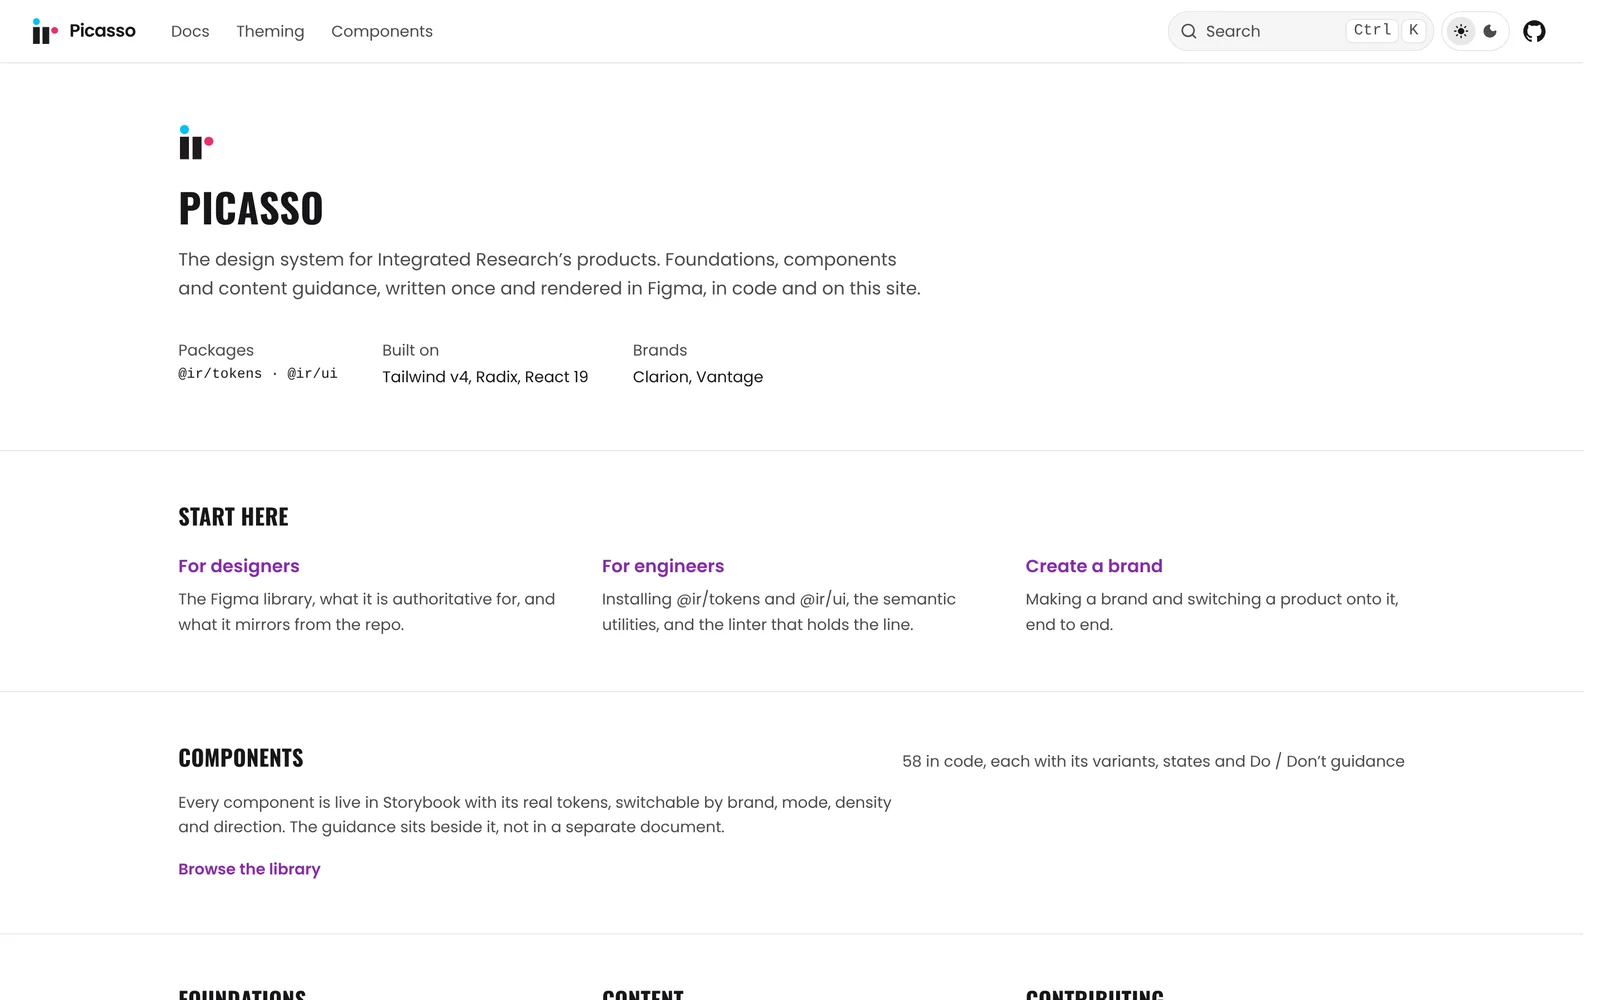 ir Picasso Docs Theming Components Search Ctrl K
ir
PICASSO
The design system for Integrated Research’s products. Foundations, components
and content guidance, written once and rendered in Figma, in code and on this site.
Packages
@ir/tokens · @ir/ui
Built on
Tailwind v4, Radix, React 19
Brands
Clarion, Vantage
START HERE
For designers
The Figma library, what it is authoritative for, and
what it mirrors from the repo.
For engineers
Installing @ir/tokens and @ir/ui, the semantic
utilities, and the linter that holds the line.
Create a brand
Making a brand and switching a product onto it,
end to end.
COMPONENTS
58 in code, each with its variants, states and Do / Don’t guidance
Every component is live in Storybook with its real tokens, switchable by brand, mode, density
and direction. The guidance sits beside it, not in a separate document.
Browse the library
FOUNDATIONS
CONTENT
CONTRIBUTING